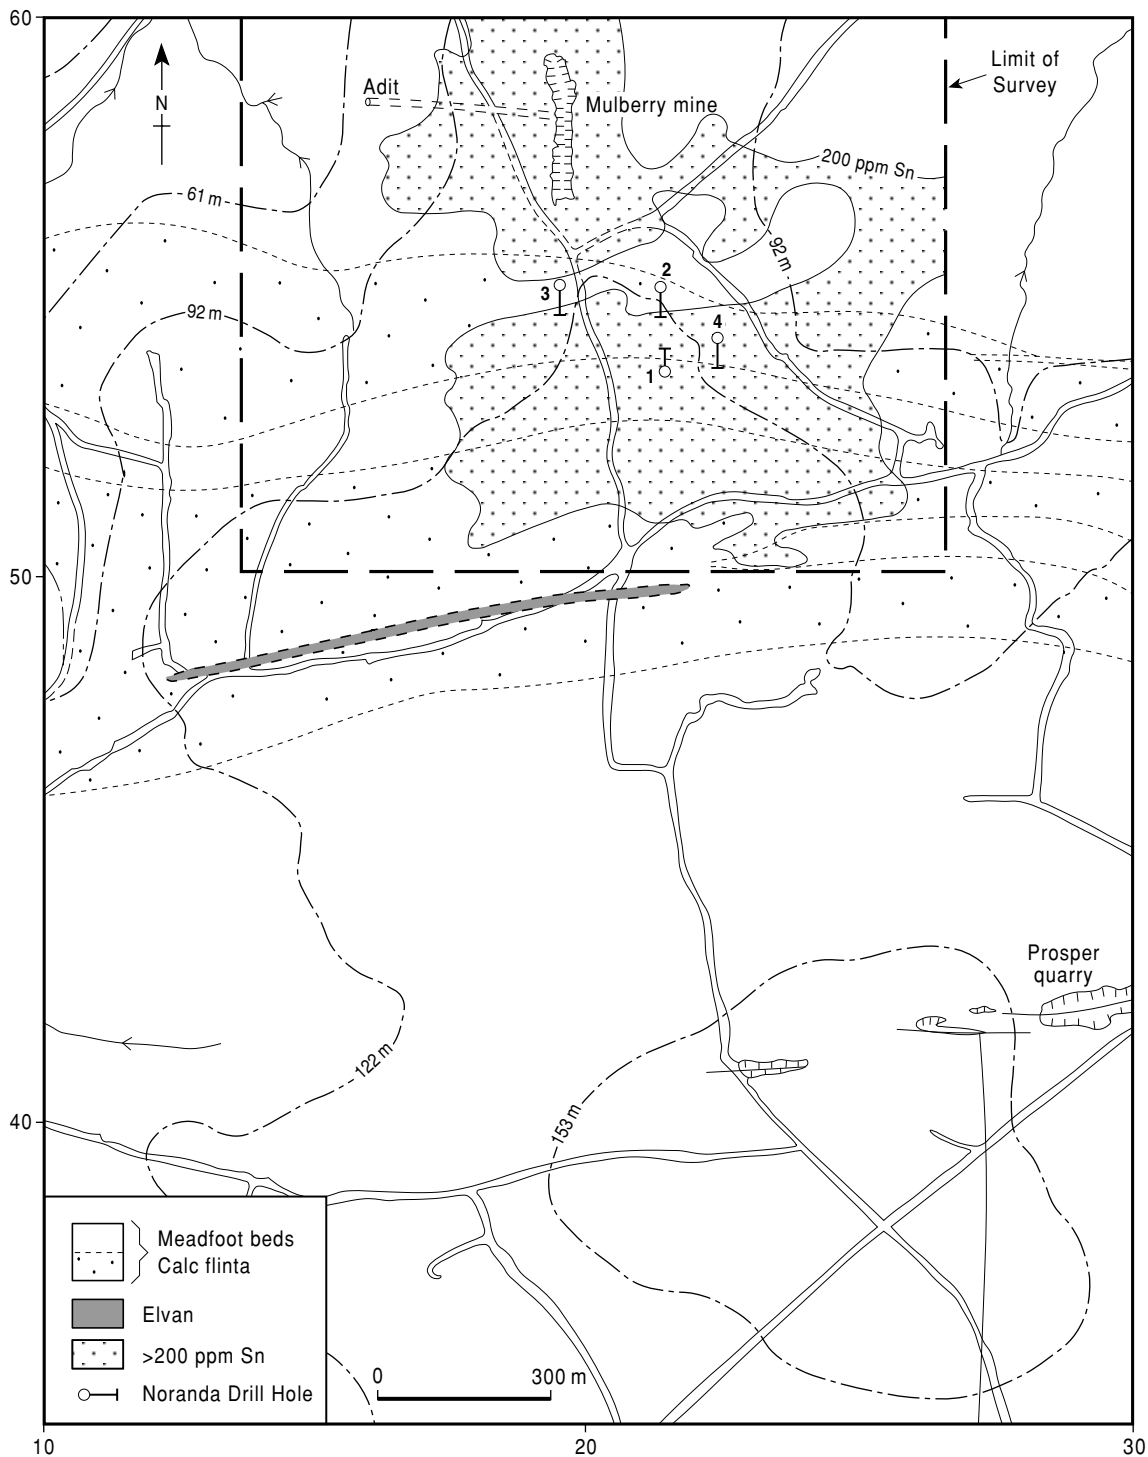 60
Adit
Mulberry mine
Limit of
Survey
N
200 ppm Sn
61 m
92 m
92 m
3
2
4
1
50
Prosper
quarry
122 m
153 m
40
Meadfoot beds
Calc flinta
Elvan
>200 ppm Sn
Noranda Drill Hole
0 300 m
10 20 30